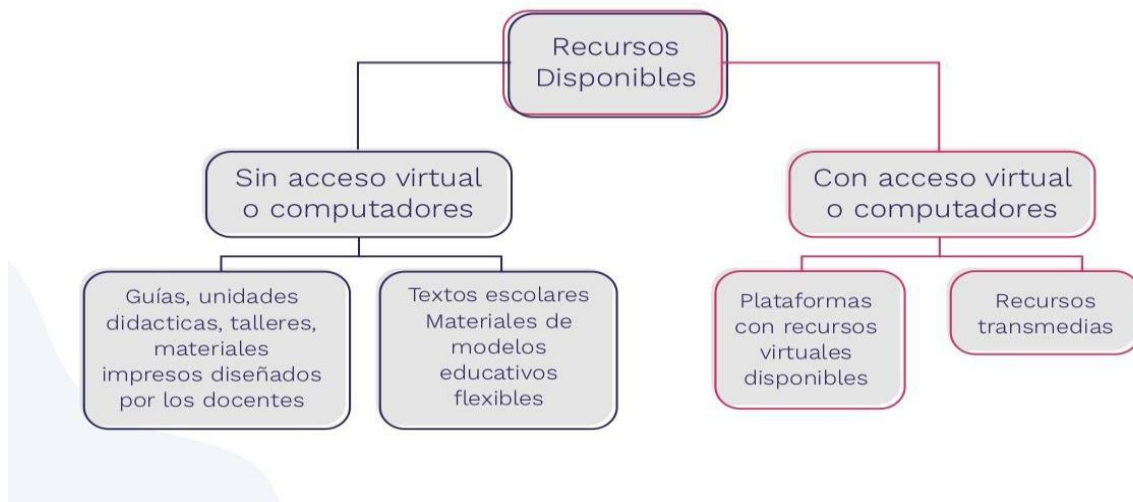 Recursos
Disponibles
Sin acceso virtual
o computadores
Con acceso virtual
o computadores
Guías, unidades
didacticas, talleres,
materiales
impresos diseñados
por los docentes
Textos escolares
Materiales de
modelos
educativos
flexibles
Plataformas
con recursos
virtuales
disponibles
Recursos
transmedias